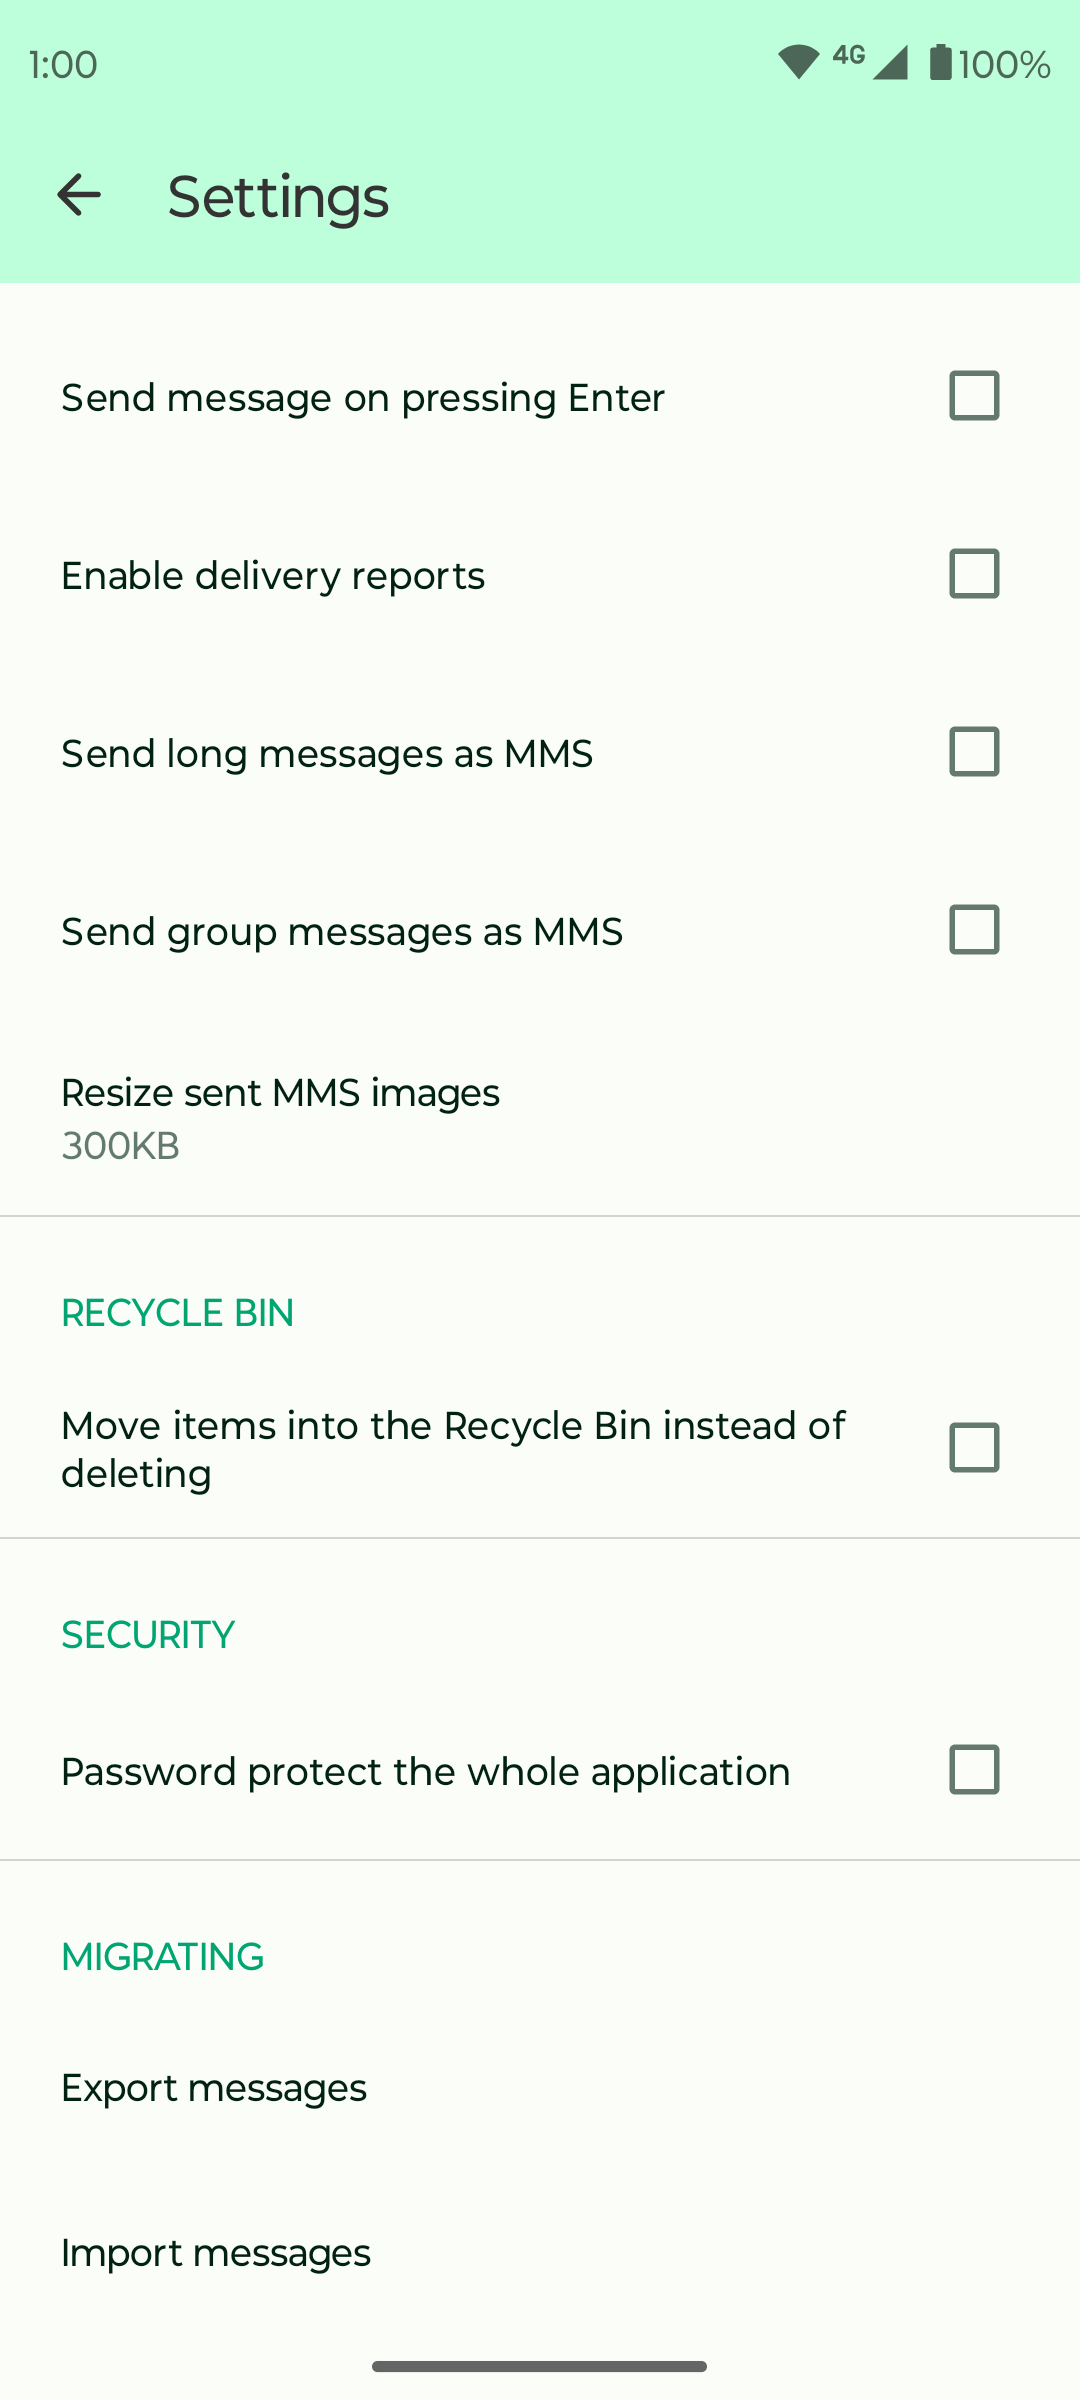 1:00
4G
100%
Settings
Send message on pressing Enter
Enable delivery reports
Send long messages as MMS
Send group messages as MMS
Resize sent MMS images
300KB
RECYCLE BIN
Move items into the Recycle Bin instead of
deleting
SECURITY
Password protect the whole application
MIGRATING
Export messages
Import messages